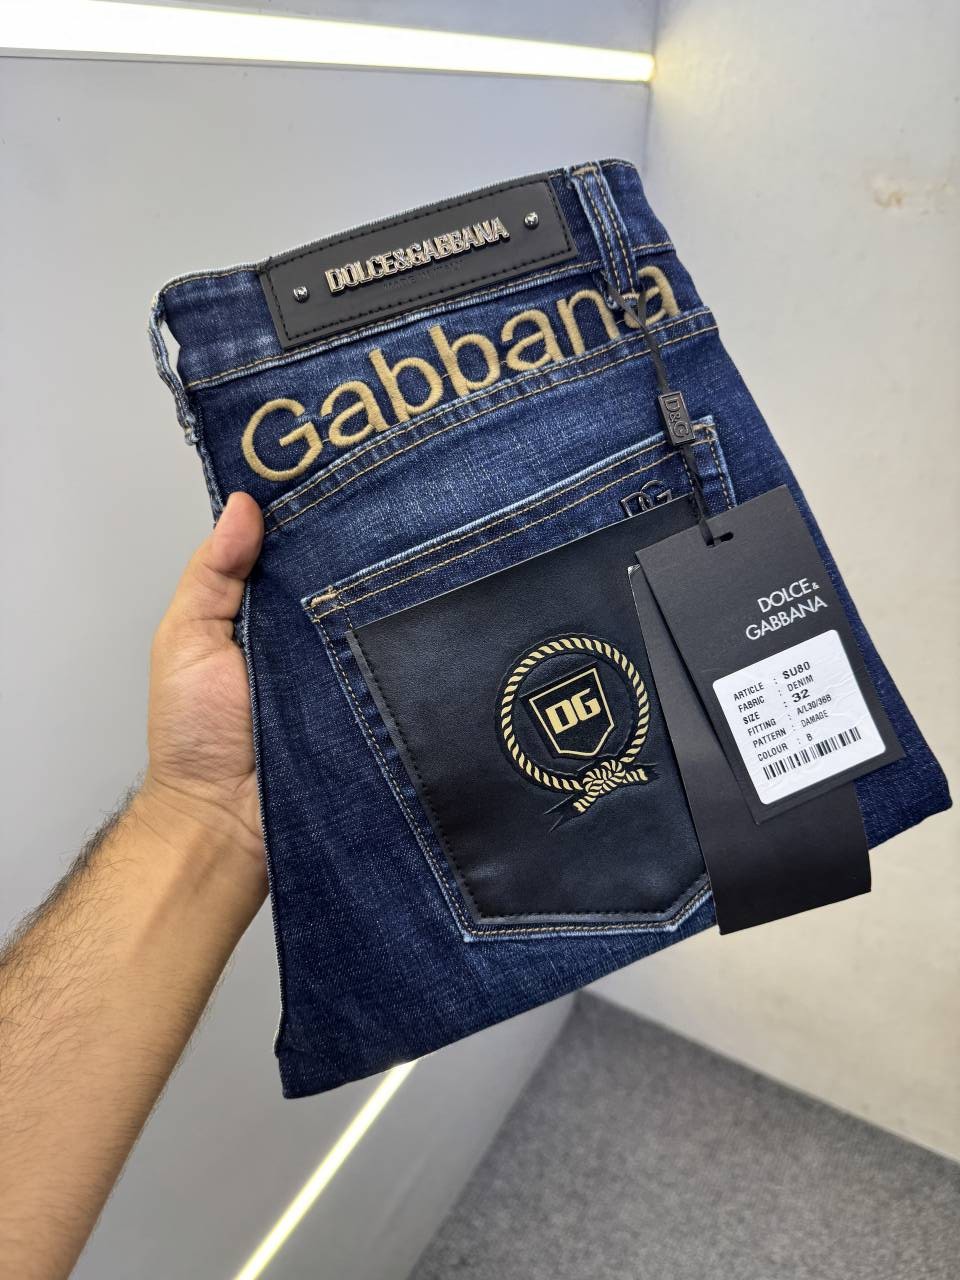 DOLCE&GABBANA
MADE IN ITALY
Gabbana
D&G
DG
DG
DOLCE&
GABBANA
ARTICLE : SU80
FABRIC : DENIM
SIZE : 32
FITTING : A/L30/36B
PATTERN : DAMAGE
COLOUR : B